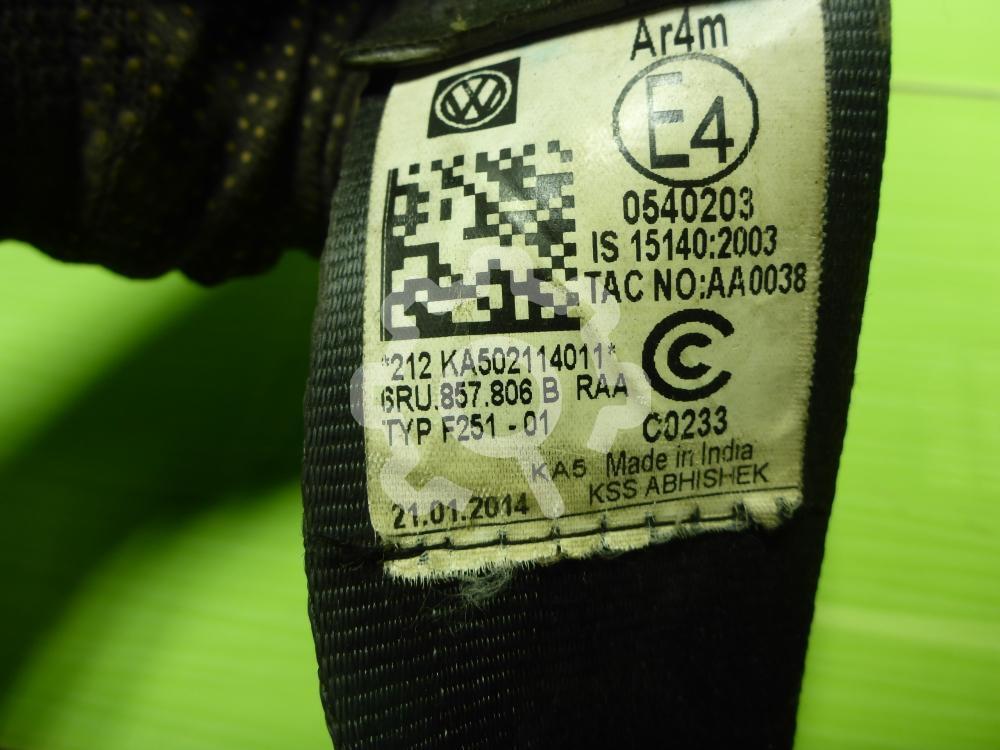 Ar4m
E4
0540203
IS 15140:2003
TAC NO:AA0038
*212 KA502114011*
6RU.857.806 B RAA
TYP F251 - 01
C0233
KA5 Made in India
KSS ABHISHEK
21.01.2014